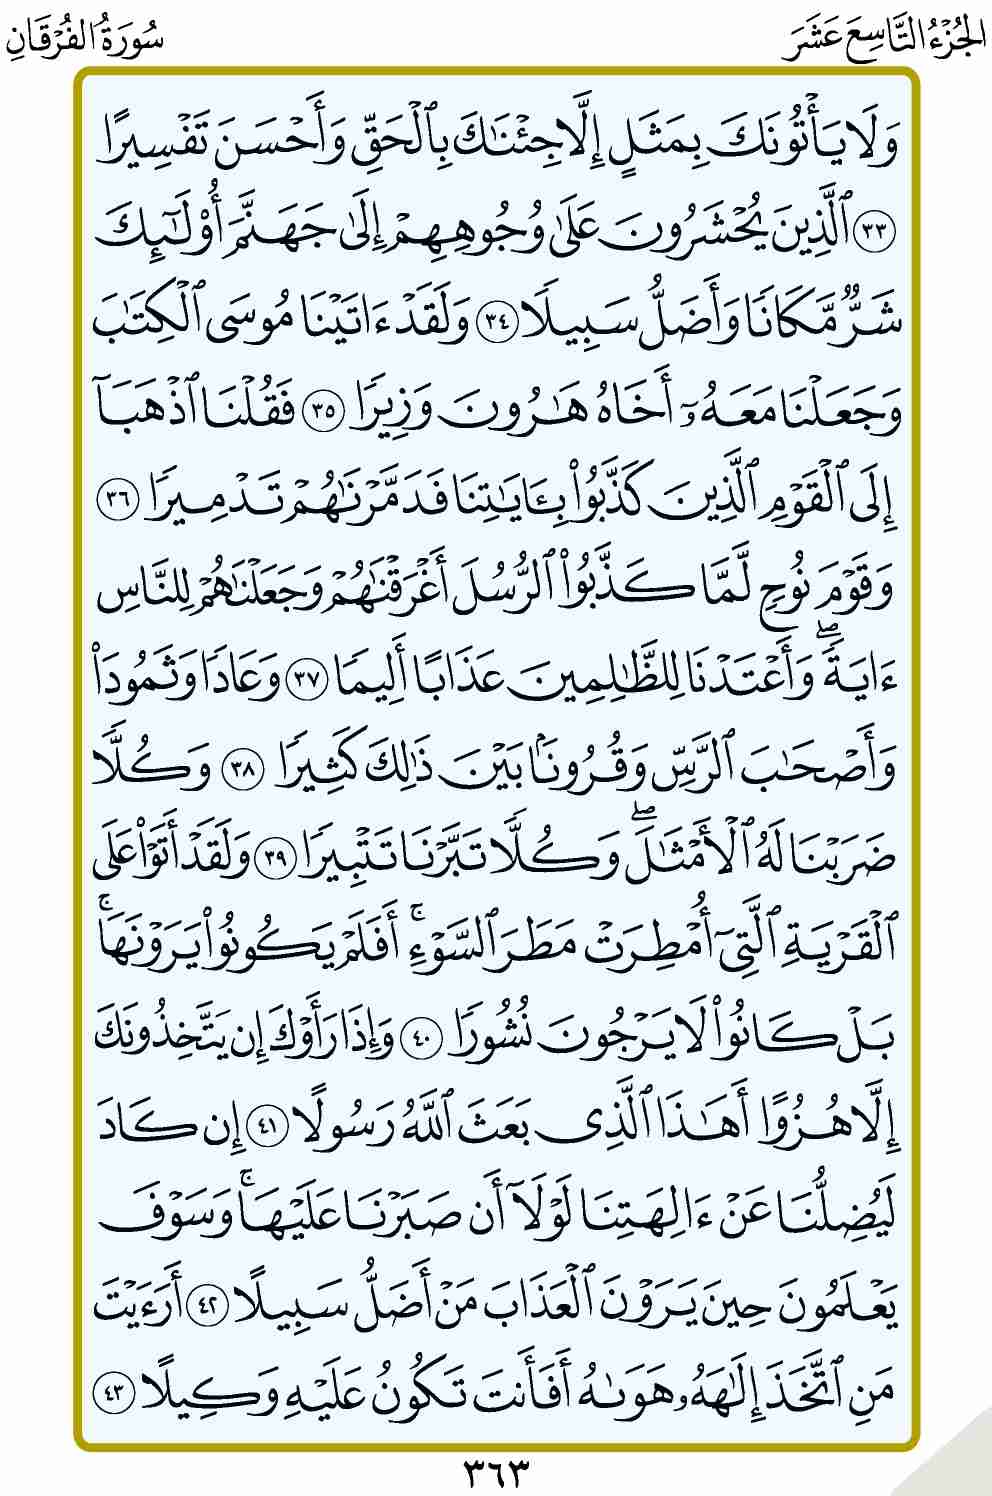 الجُزْءُ التَّاسِعَ عَشَرَ
سُورَةُ الفُرْقَانِ
وَلَا يَأْتُونَكَ بِمَثَلٍ إِلَّا جِئْنَٰكَ بِٱلْحَقِّ وَأَحْسَنَ تَفْسِيرًا
٣٣ ٱلَّذِينَ يُحْشَرُونَ عَلَىٰ وُجُوهِهِمْ إِلَىٰ جَهَنَّمَ أُو۟لَٰٓئِكَ
شَرٌّ مَّكَانًا وَأَضَلُّ سَبِيلًا ٣٤ وَلَقَدْ ءَاتَيْنَا مُوسَى ٱلْكِتَٰبَ
وَجَعَلْنَا مَعَهُۥٓ أَخَاهُ هَٰرُونَ وَزِيرًا ٣٥ فَقُلْنَا ٱذْهَبَآ
إِلَى ٱلْقَوْمِ ٱلَّذِينَ كَذَّبُوا۟ بِـَٔايَٰتِنَا فَدَمَّرْنَٰهُمْ تَدْمِيرًا ٣٦
وَقَوْمَ نُوحٍ لَّمَّا كَذَّبُوا۟ ٱلرُّسُلَ أَغْرَقْنَٰهُمْ وَجَعَلْنَٰهُمْ لِلنَّاسِ
ءَايَةً ۖ وَأَعْتَدْنَا لِلظَّٰلِمِينَ عَذَابًا أَلِيمًا ٣٧ وَعَادًا وَثَمُودَا۟
وَأَصْحَٰبَ ٱلرَّسِّ وَقُرُونًۢا بَيْنَ ذَٰلِكَ كَثِيرًا ٣٨ وَكُلًّا
ضَرَبْنَا لَهُ ٱلْأَمْثَٰلَ ۖ وَكُلًّا تَبَّرْنَا تَتْبِيرًا ٣٩ وَلَقَدْ أَتَوْا۟ عَلَى
ٱلْقَرْيَةِ ٱلَّتِىٓ أُمْطِرَتْ مَطَرَ ٱلسَّوْءِ ۚ أَفَلَمْ يَكُونُوا۟ يَرَوْنَهَا ۚ
بَلْ كَانُوا۟ لَا يَرْجُونَ نُشُورًا ٤٠ وَإِذَا رَأَوْكَ إِن يَتَّخِذُونَكَ
إِلَّا هُزُوًا أَهَٰذَا ٱلَّذِى بَعَثَ ٱللَّهُ رَسُولًا ٤١ إِن كَادَ
لَيُضِلُّنَا عَنْ ءَالِهَتِنَا لَوْلَآ أَن صَبَرْنَا عَلَيْهَا ۚ وَسَوْفَ
يَعْلَمُونَ حِينَ يَرَوْنَ ٱلْعَذَابَ مَنْ أَضَلُّ سَبِيلًا ٤٢ أَرَءَيْتَ
مَنِ ٱتَّخَذَ إِلَٰهَهُۥ هَوَىٰهُ أَفَأَنتَ تَكُونُ عَلَيْهِ وَكِيلًا ٤٣
٣٦٣